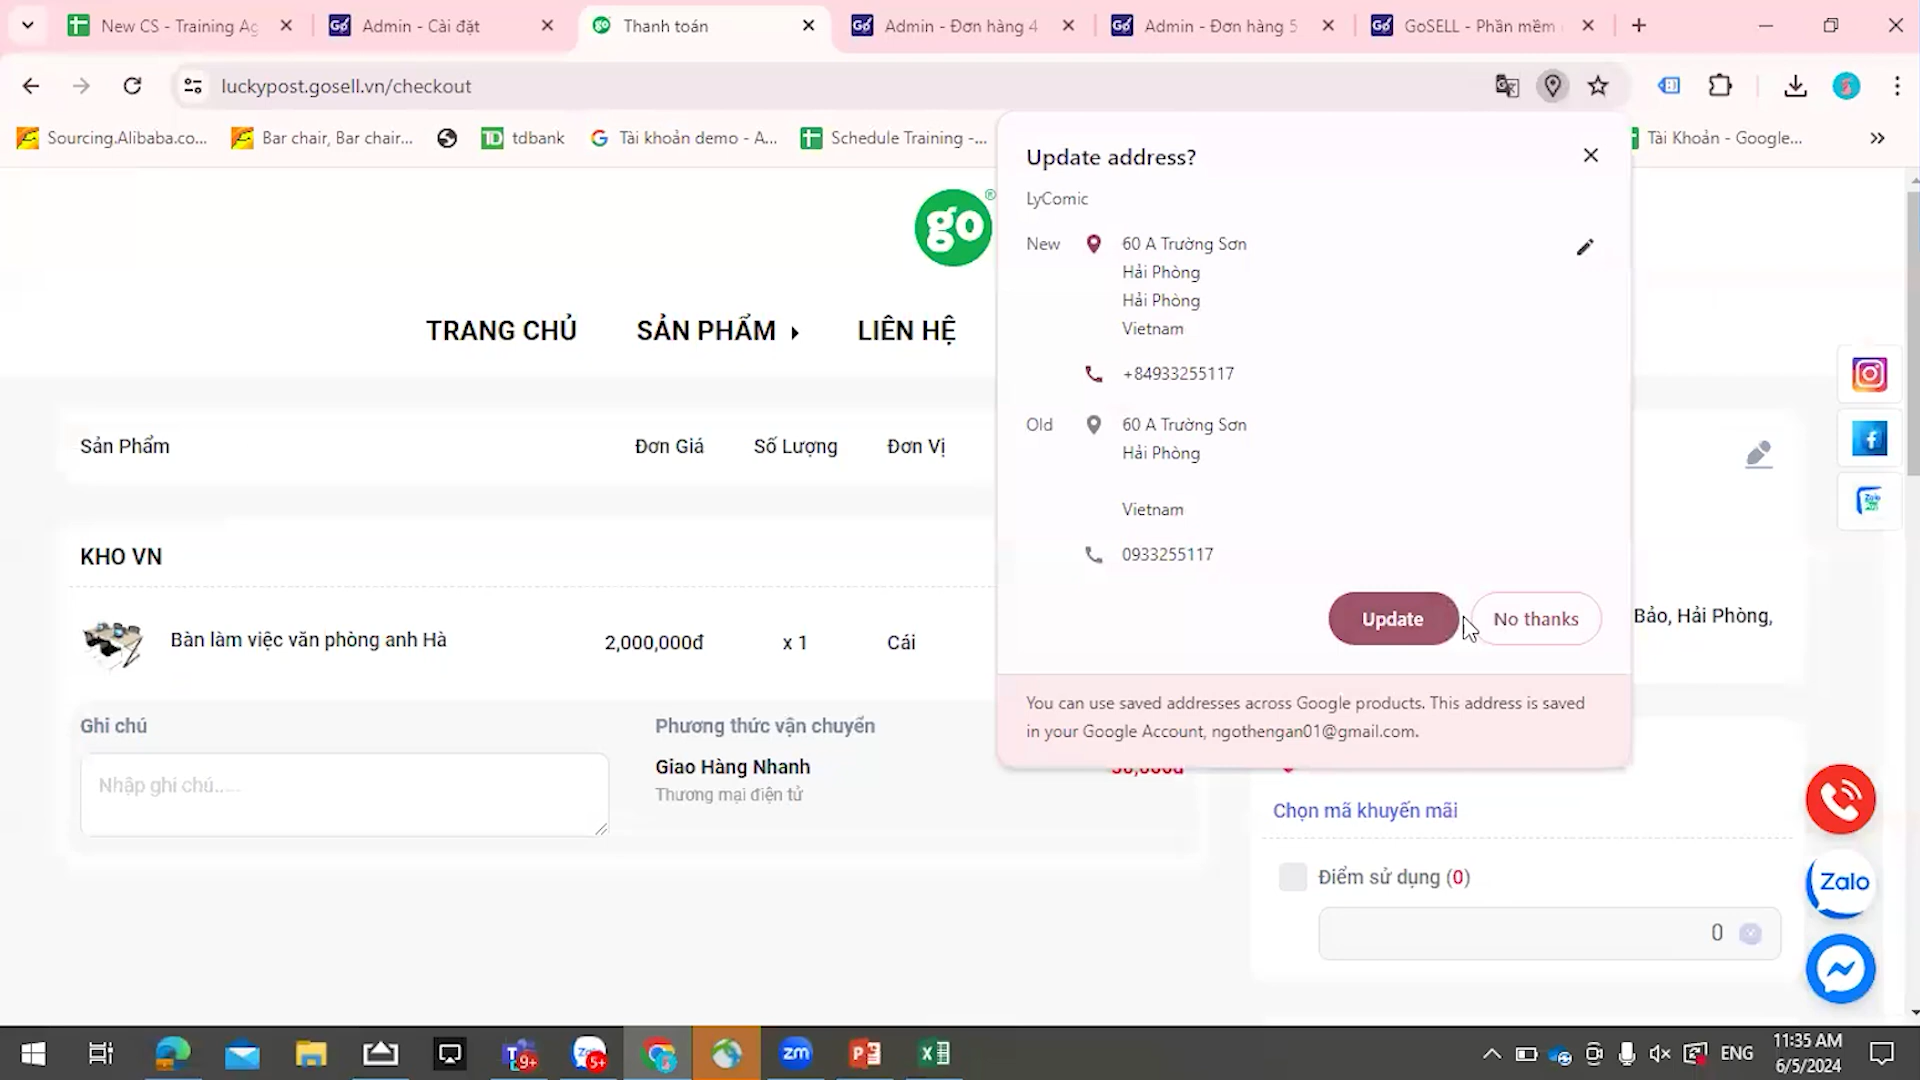 New CS - Training Ag
Admin - Cài đặt
Thanh toán
Admin - Đơn hàng 4
Admin - Đơn hàng 5
GoSELL - Phần mềm
luckypost.gosell.vn/checkout
Sourcing.Alibaba.co...
Bar chair, Bar chair...
tdbank
Tài khoản demo - A...
Schedule Training -...
Tài Khoản - Google...
go
TRANG CHỦ
SẢN PHẨM
LIÊN HỆ
Update address?
LyComic
New
60 A Trường Sơn
Hải Phòng
Hải Phòng
Vietnam
+84933255117
Old
60 A Trường Sơn
Hải Phòng
Vietnam
0933255117
Update
No thanks
You can use saved addresses across Google products. This address is saved
in your Google Account, ngothengan01@gmail.com.
Sản Phẩm
Đơn Giá
Số Lượng
Đơn Vị
KHO VN
Bàn làm việc văn phòng anh Hà
2,000,000đ
x 1
Cái
Bảo, Hải Phòng,
Ghi chú
Nhập ghi chú.....
Phương thức vận chuyển
Giao Hàng Nhanh
Thương mại điện tử
Chọn mã khuyến mãi
Điểm sử dụng (0)
0
Zalo
9+
5+
zm
ENG
11:35 AM
6/5/2024